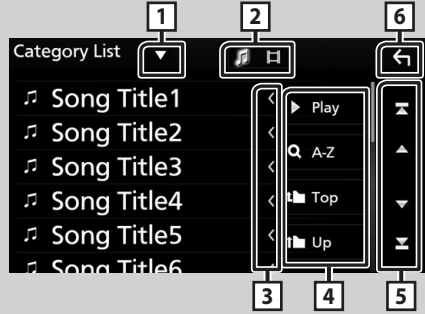 1 2 6
Category List
Song Title1
Song Title2
Song Title3
Song Title4
Song Title5
Song Title6
Play
A-Z
Top
Up
3 4 5